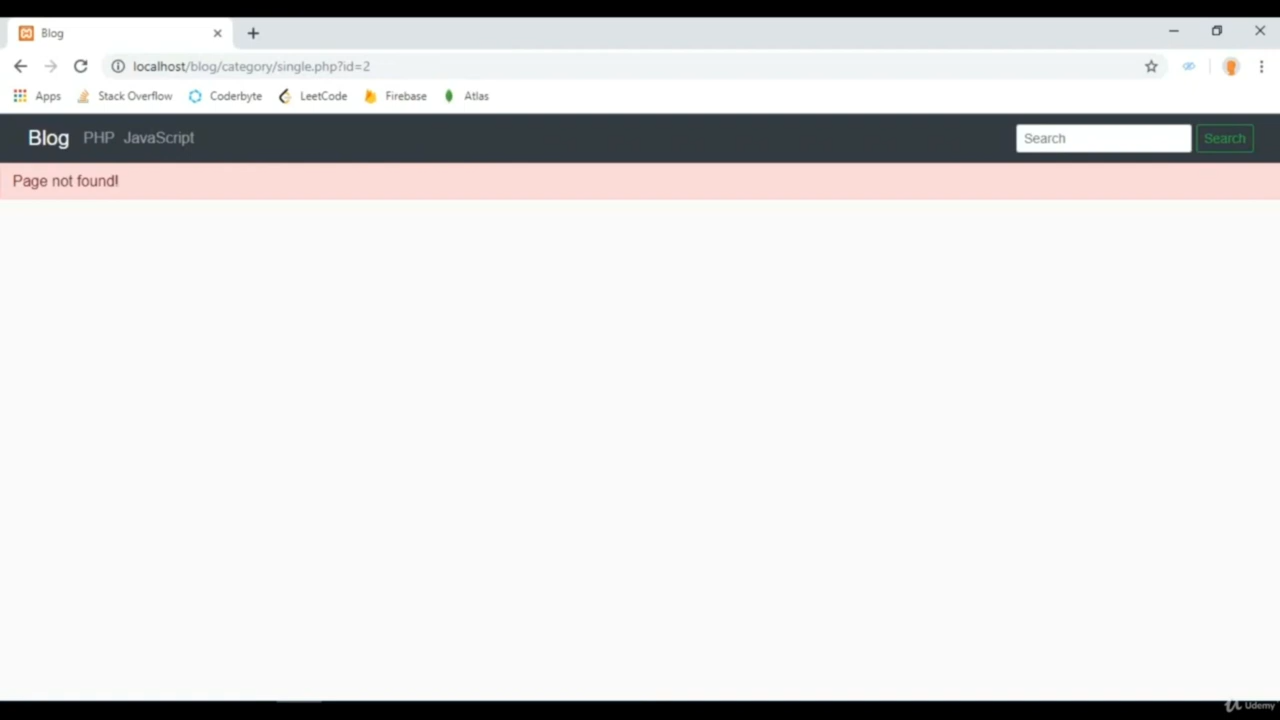 Blog
localhost/blog/category/single.php?id=2
Apps Stack Overflow Coderbyte LeetCode Firebase Atlas
Blog PHP JavaScript Search Search
Page not found!
Udemy